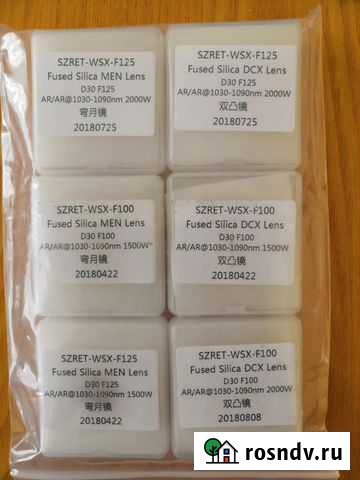 SZRET-WSX-F125
Fused Silica MEN Lens
D30 F125
AR/AR@1030-1090nm 2000W
弯月镜
20180725
SZRET-WSX-F125
Fused Silica DCX Lens
D30 F125
AR/AR@1030-1090nm 2000W
双凸镜
20180725
SZRET-WSX-F100
Fused Silica MEN Lens
D30 F100
AR/AR@1030-1090nm 1500W
弯月镜
20180422
SZRET-WSX-F100
Fused Silica DCX Lens
D30 F100
AR/AR@1030-1090nm 1500W
双凸镜
20180422
SZRET-WSX-F125
Fused Silica MEN Lens
D30 F125
AR/AR@1030-1090nm 1500W
弯月镜
20180422
SZRET-WSX-F100
Fused Silica DCX Lens
D30 F100
AR/AR@1030-1090nm 2000W
双凸镜
20180808
rosndv.ru